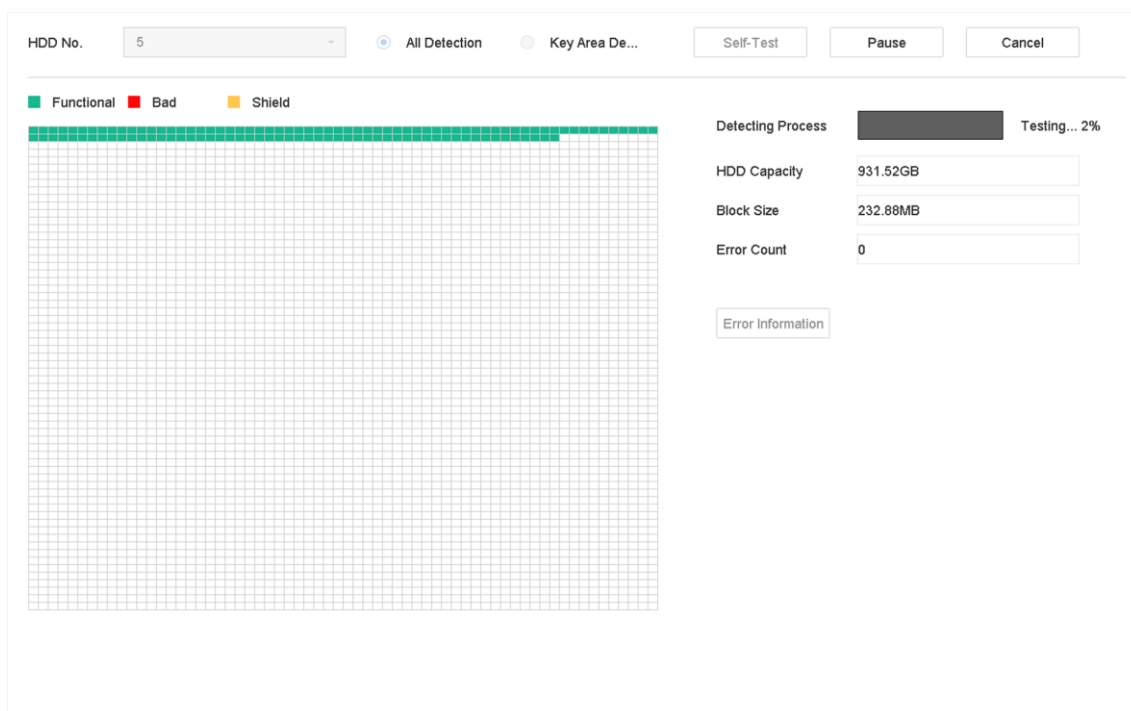 HDD No. 5 All Detection Key Area De... Self-Test Pause Cancel
Functional Bad Shield
Detecting Process Testing... 2%
HDD Capacity 931.52GB
Block Size 232.88MB
Error Count 0
Error Information